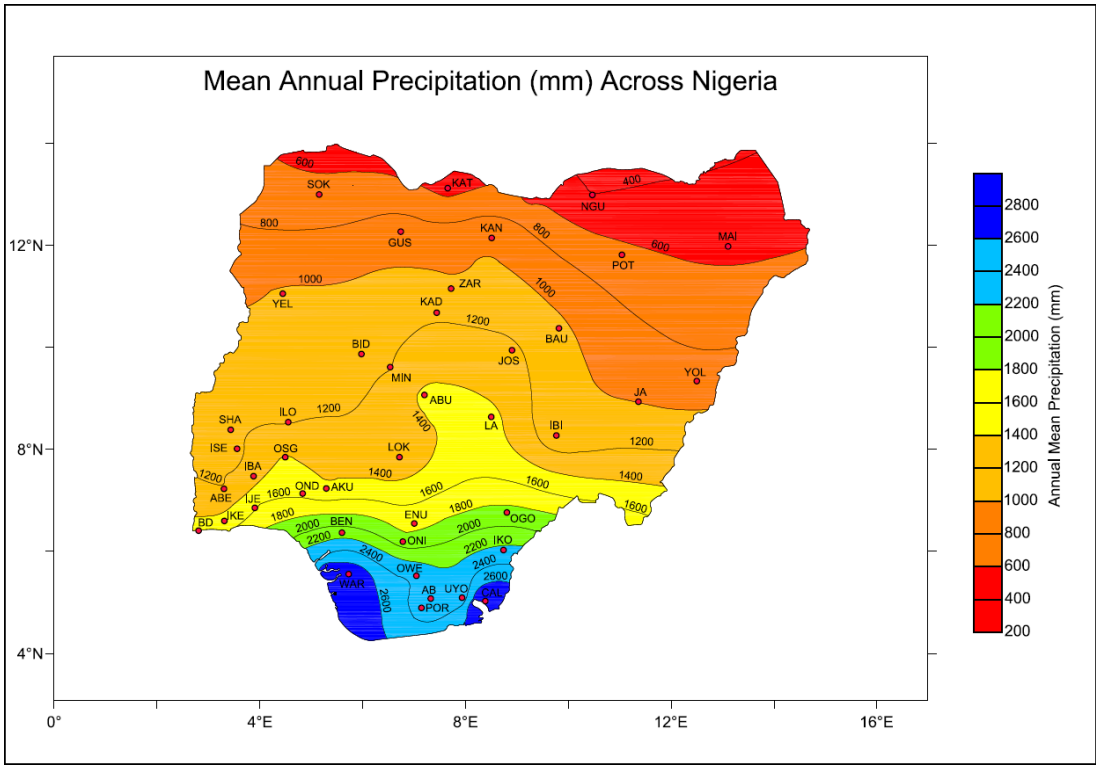 Mean Annual Precipitation (mm) Across Nigeria
600
SOK
KAT
400
NGU
800
GUS
KAN
800
MAI
600
POT
1000
YEL
ZAR
1000
KAD
1200
BAU
BID
JOS
MIN
YOL
ABU
JA
SHA
ILO
1200
1400
LA
IBI
ISE
OSG
LOK
1200
IBA
1400
1400
1200
ABE
IJE
OND
AKU
1600
1600
1600
1600
BD
IKE
1800
BEN
ENU
1800
OGO
2000
2000
2200
ONI
2200
IKO
2400
2400
OWE
2600
WAR
2600
AB
UYO
CAL
POR
12°N
8°N
4°N
0°
4°E
8°E
12°E
16°E
2800
2600
2400
2200
2000
1800
1600
1400
1200
1000
800
600
400
200
Annual Mean Precipitation (mm)